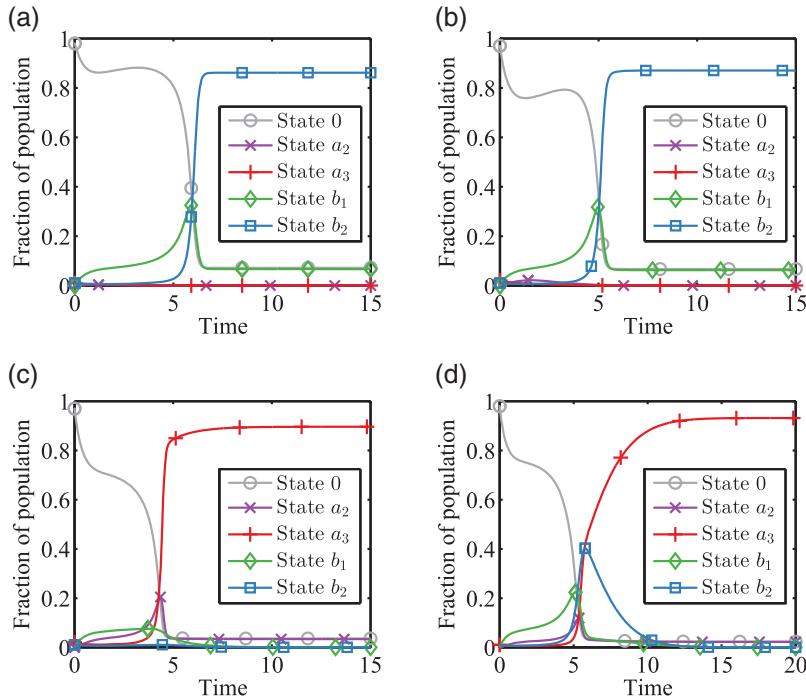 (a)
Fraction of population
1
0.8
0.6
0.4
0.2
0
State 0
State a₂
State a₃
State b₁
State b₂
0 5 10 15
Time
(b)
Fraction of population
1
0.8
0.6
0.4
0.2
0
State 0
State a₂
State a₃
State b₁
State b₂
0 5 10 15
Time
(c)
Fraction of population
1
0.8
0.6
0.4
0.2
0
State 0
State a₂
State a₃
State b₁
State b₂
0 5 10 15
Time
(d)
Fraction of population
1
0.8
0.6
0.4
0.2
0
State 0
State a₂
State a₃
State b₁
State b₂
0 5 10 15 20
Time